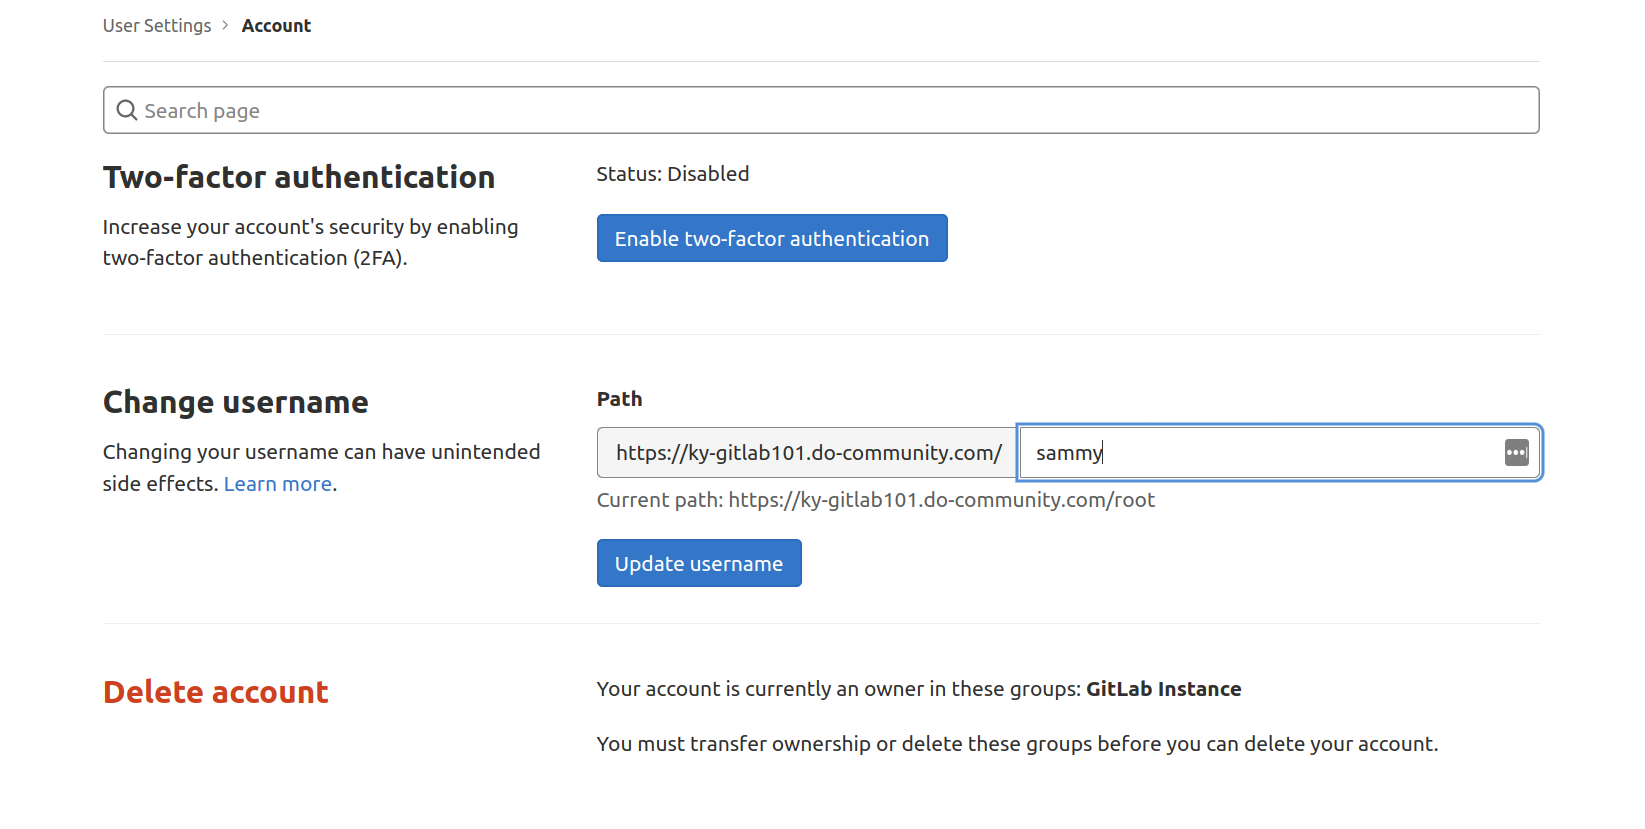 User Settings > Account
Search page
Two-factor authentication
Increase your account's security by enabling
two-factor authentication (2FA).
Status: Disabled
Enable two-factor authentication
Change username
Changing your username can have unintended
side effects. Learn more.
Path
https://ky-gitlab101.do-community.com/ sammy
Current path: https://ky-gitlab101.do-community.com/root
Update username
Delete account
Your account is currently an owner in these groups: GitLab Instance
You must transfer ownership or delete these groups before you can delete your account.